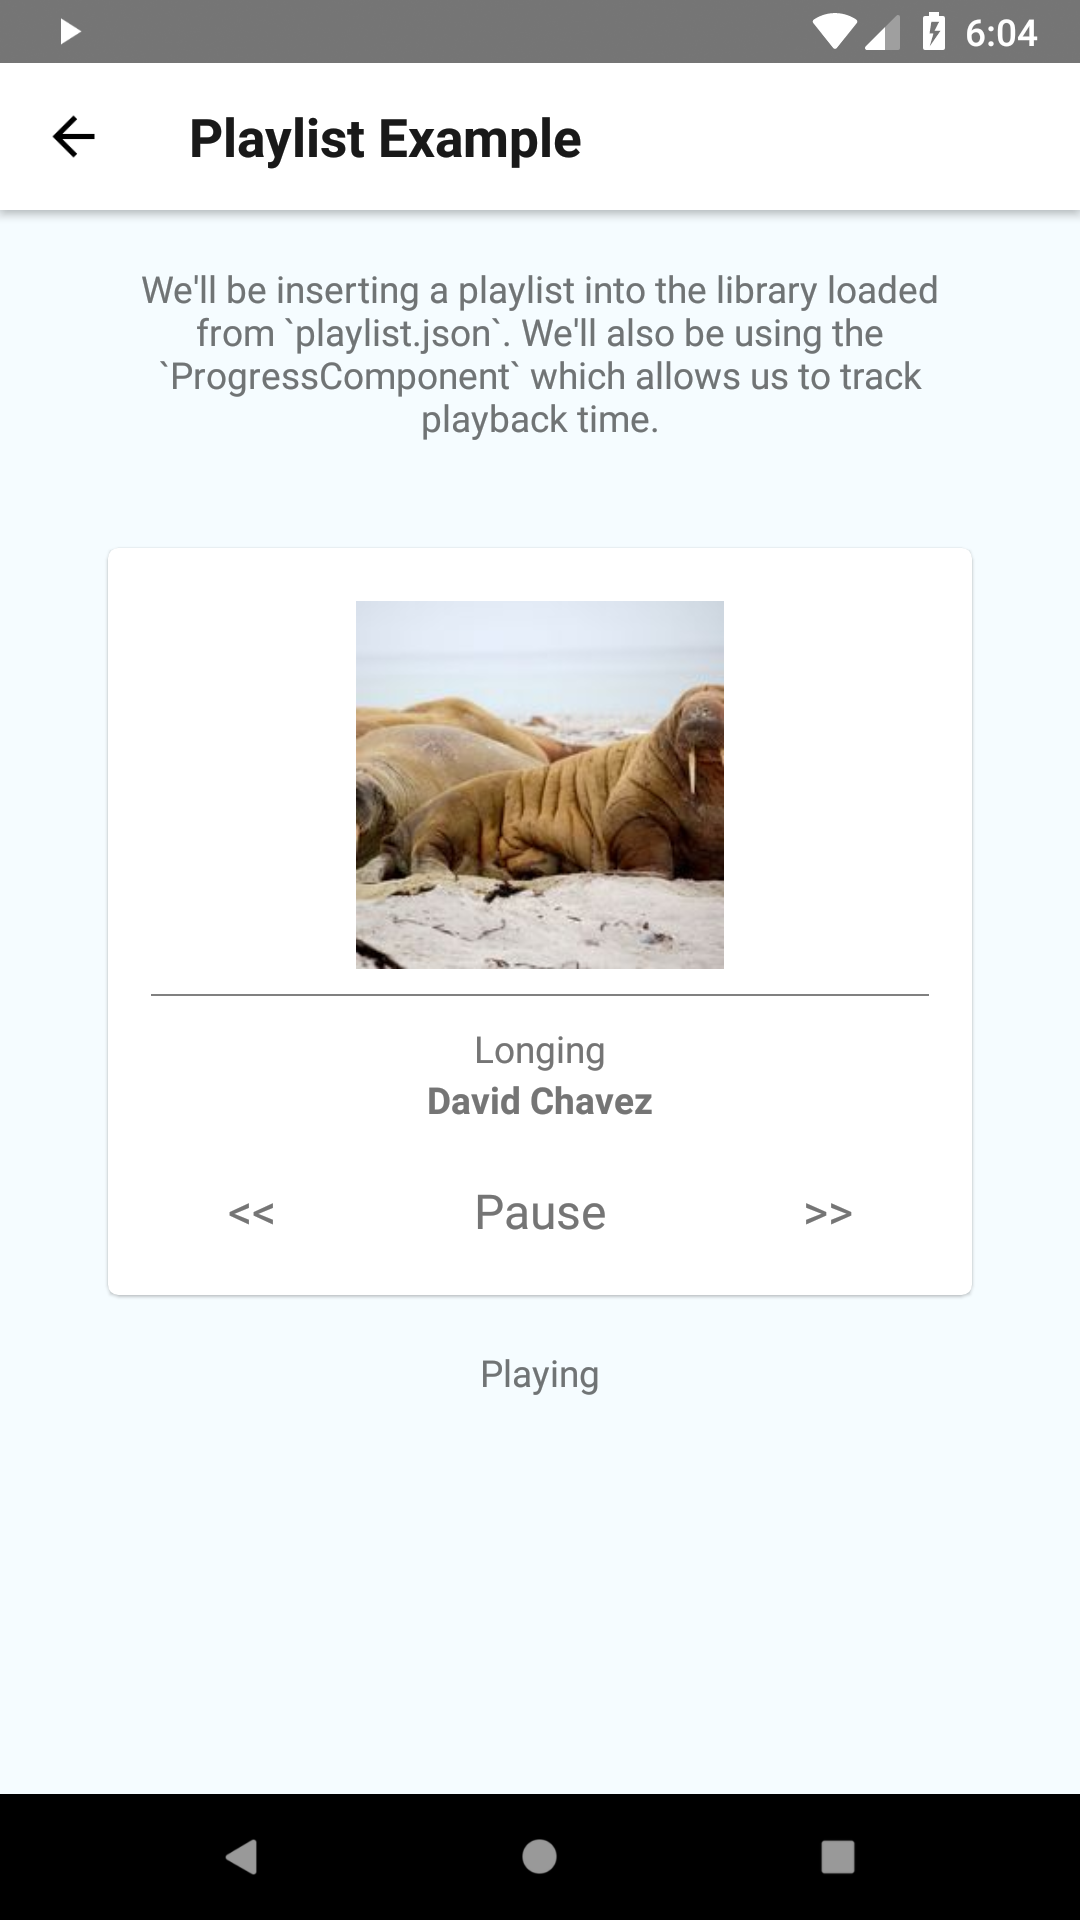 6:04
Playlist Example
We'll be inserting a playlist into the library loaded
from `playlist.json`. We'll also be using the
`ProgressComponent` which allows us to track
playback time.
Longing
David Chavez
<< Pause >>
Playing